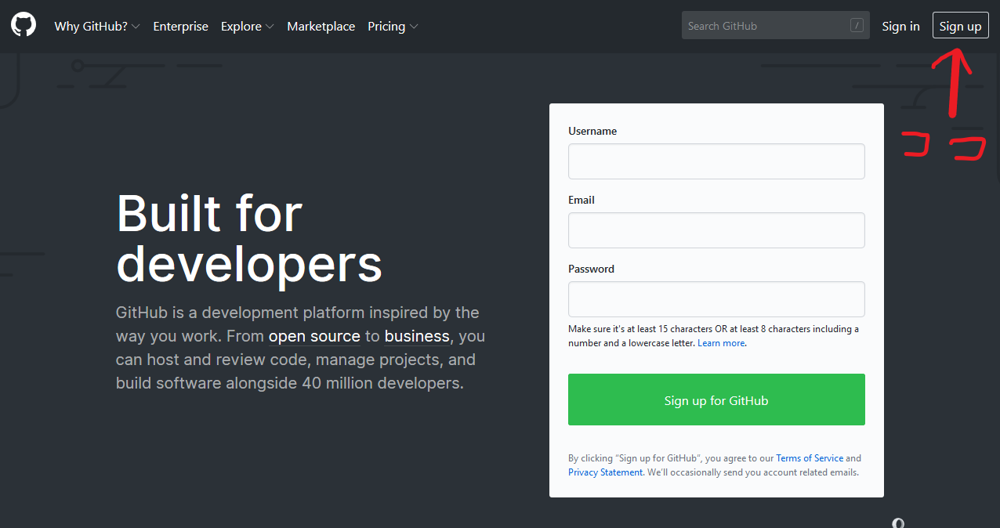 Why GitHub? Enterprise Explore Marketplace Pricing Search GitHub / Sign in Sign up
ココ
Built for
developers
GitHub is a development platform inspired by the
way you work. From open source to business, you
can host and review code, manage projects, and
build software alongside 40 million developers.
Username
Email
Password
Make sure it's at least 15 characters OR at least 8 characters including a
number and a lowercase letter. Learn more.
Sign up for GitHub
By clicking “Sign up for GitHub”, you agree to our Terms of Service and
Privacy Statement. We’ll occasionally send you account related emails.